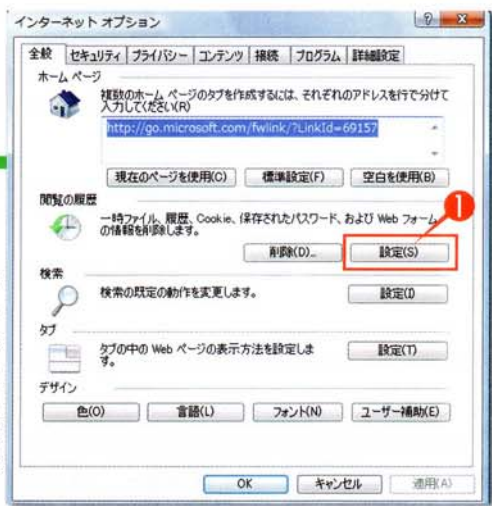 インターネット オプション
全般 セキュリティ プライバシー コンテンツ 接続 プログラム 詳細設定
ホーム ページ
複数のホーム ページのタブを作成するには、それぞれのアドレスを行で分けて
入力してください(R)
http://go.microsoft.com/fwlink/?LinkId=69157
現在のページを使用(C) 標準設定(F) 空白を使用(B)
閲覧の履歴
1
一時ファイル、履歴、Cookie、保存されたパスワード、および Web フォーム
の情報を削除します。
削除(D)... 設定(S)
検索
検索の既定の動作を変更します。 設定(I)
タブ
タブの中の Web ページの表示方法を設定しま
す。
設定(T)
デザイン
色(O) 言語(L) フォント(N) ユーザー補助(E)
OK キャンセル 適用(A)